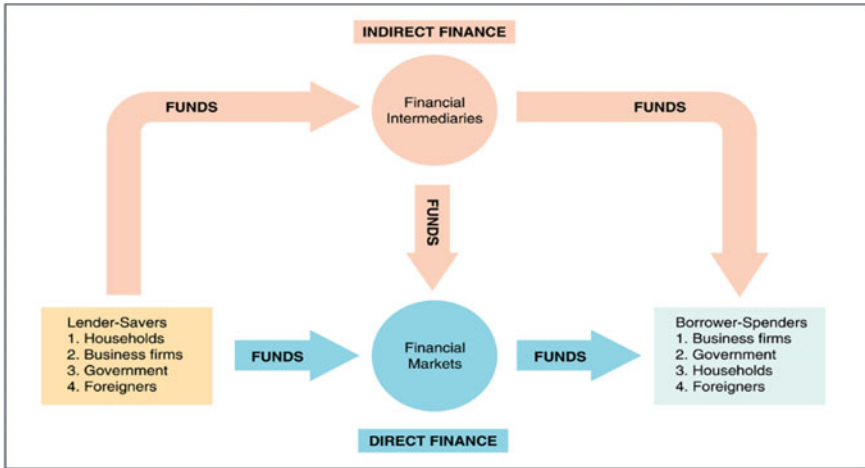 INDIRECT FINANCE
FUNDS
Financial
Intermediaries
FUNDS
FUNDS
Lender-Savers
1. Households
2. Business firms
3. Government
4. Foreigners
FUNDS
Financial
Markets
FUNDS
Borrower-Spenders
1. Business firms
2. Government
3. Households
4. Foreigners
DIRECT FINANCE